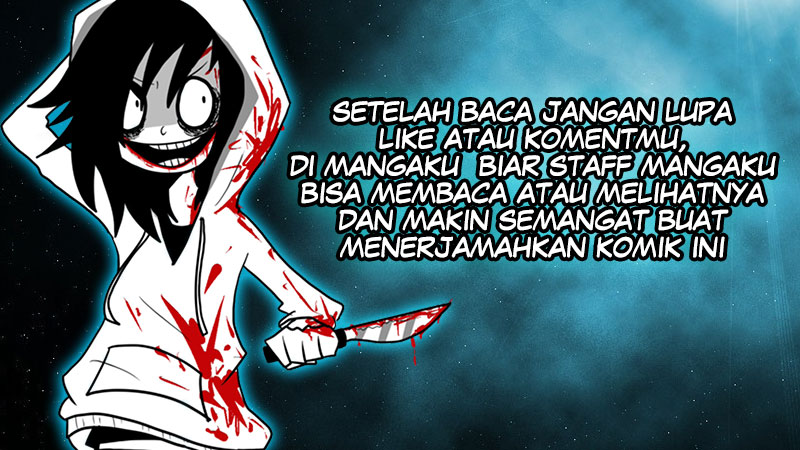 SETELAH BACA JANGAN LUPA
LIKE ATAU KOMENTMU,
DI MANGAKU BIAR STAFF MANGAKU
BISA MEMBACA ATAU MELIHATNYA
DAN MAKIN SEMANGAT BUAT
MENERJAMAHKAN KOMIK INI